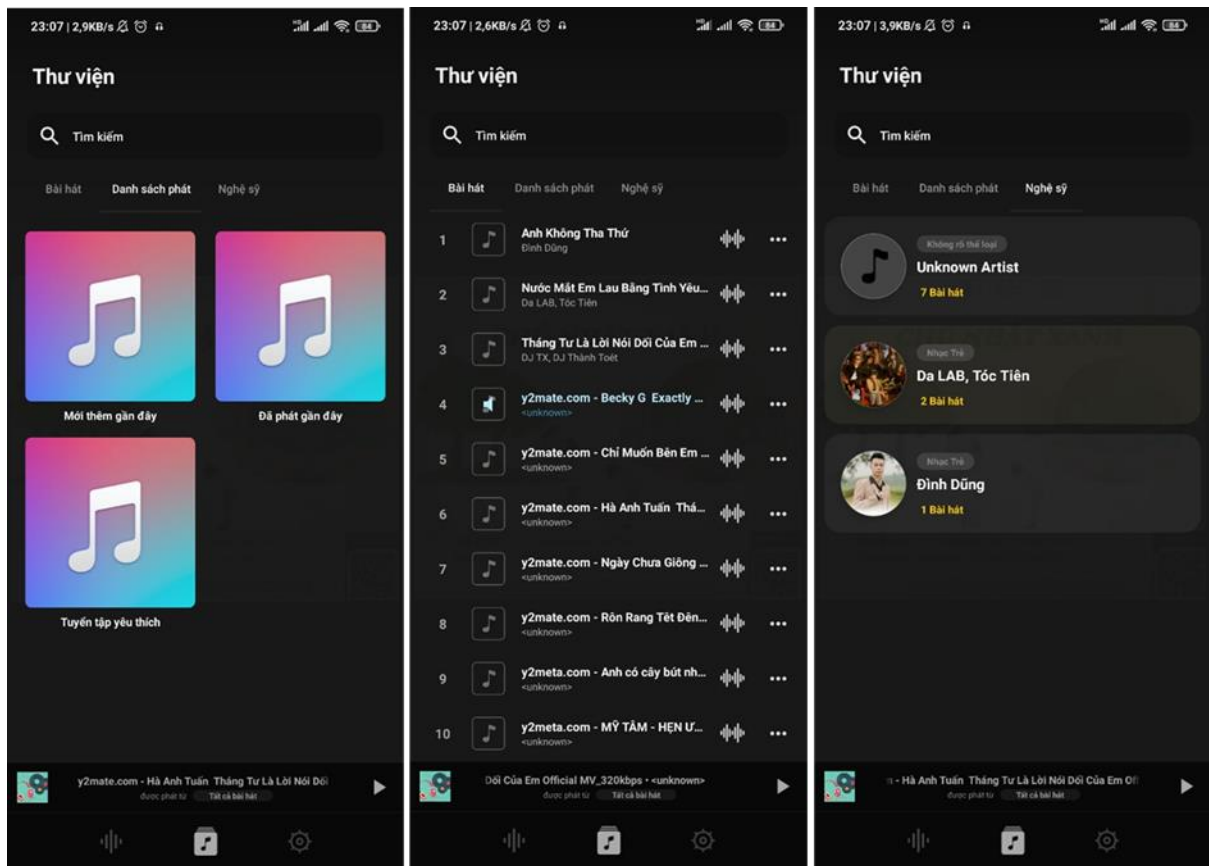 23:07 | 2,9KB/s
84
Thư viện
Tìm kiếm
Bài hát Danh sách phát Nghệ sỹ
Mới thêm gần đây
Đã phát gần đây
Tuyển tập yêu thích
y2mate.com - Hà Anh Tuấn Tháng Tư Là Lời Nói Dối
được phát từ Tất cả bài hát
23:07 | 2,6KB/s
84
Thư viện
Tìm kiếm
Bài hát Danh sách phát Nghệ sỹ
1 Anh Không Tha Thứ
Đình Dũng
2 Nước Mắt Em Lau Bằng Tình Yêu...
Da LAB, Tóc Tiên
3 Tháng Tư Là Lời Nói Dối Của Em ...
DJ TX, DJ Thành Toét
4 y2mate.com - Becky G Exactly ...
<unknown>
5 y2mate.com - Chỉ Muốn Bên Em ...
<unknown>
6 y2mate.com - Hà Anh Tuấn Thá...
<unknown>
7 y2mate.com - Ngày Chưa Giông ...
<unknown>
8 y2mate.com - Rôn Rang Têt Đên...
<unknown>
9 y2meta.com - Anh có cây bút nh...
<unknown>
10 y2meta.com - MỸ TÂM - HẸN Ư...
<unknown>
Dối Của Em Official MV_320kbps • <unknown>
được phát từ Tất cả bài hát
23:07 | 3,9KB/s
84
Thư viện
Tìm kiếm
Bài hát Danh sách phát Nghệ sỹ
Không rõ thể loại
Unknown Artist
7 Bài hát
Nhạc Trẻ
Da LAB, Tóc Tiên
2 Bài hát
Nhạc Trẻ
Đình Dũng
1 Bài hát
- Hà Anh Tuấn Tháng Tư Là Lời Nói Dối Của Em
được phát từ Tất cả bài hát